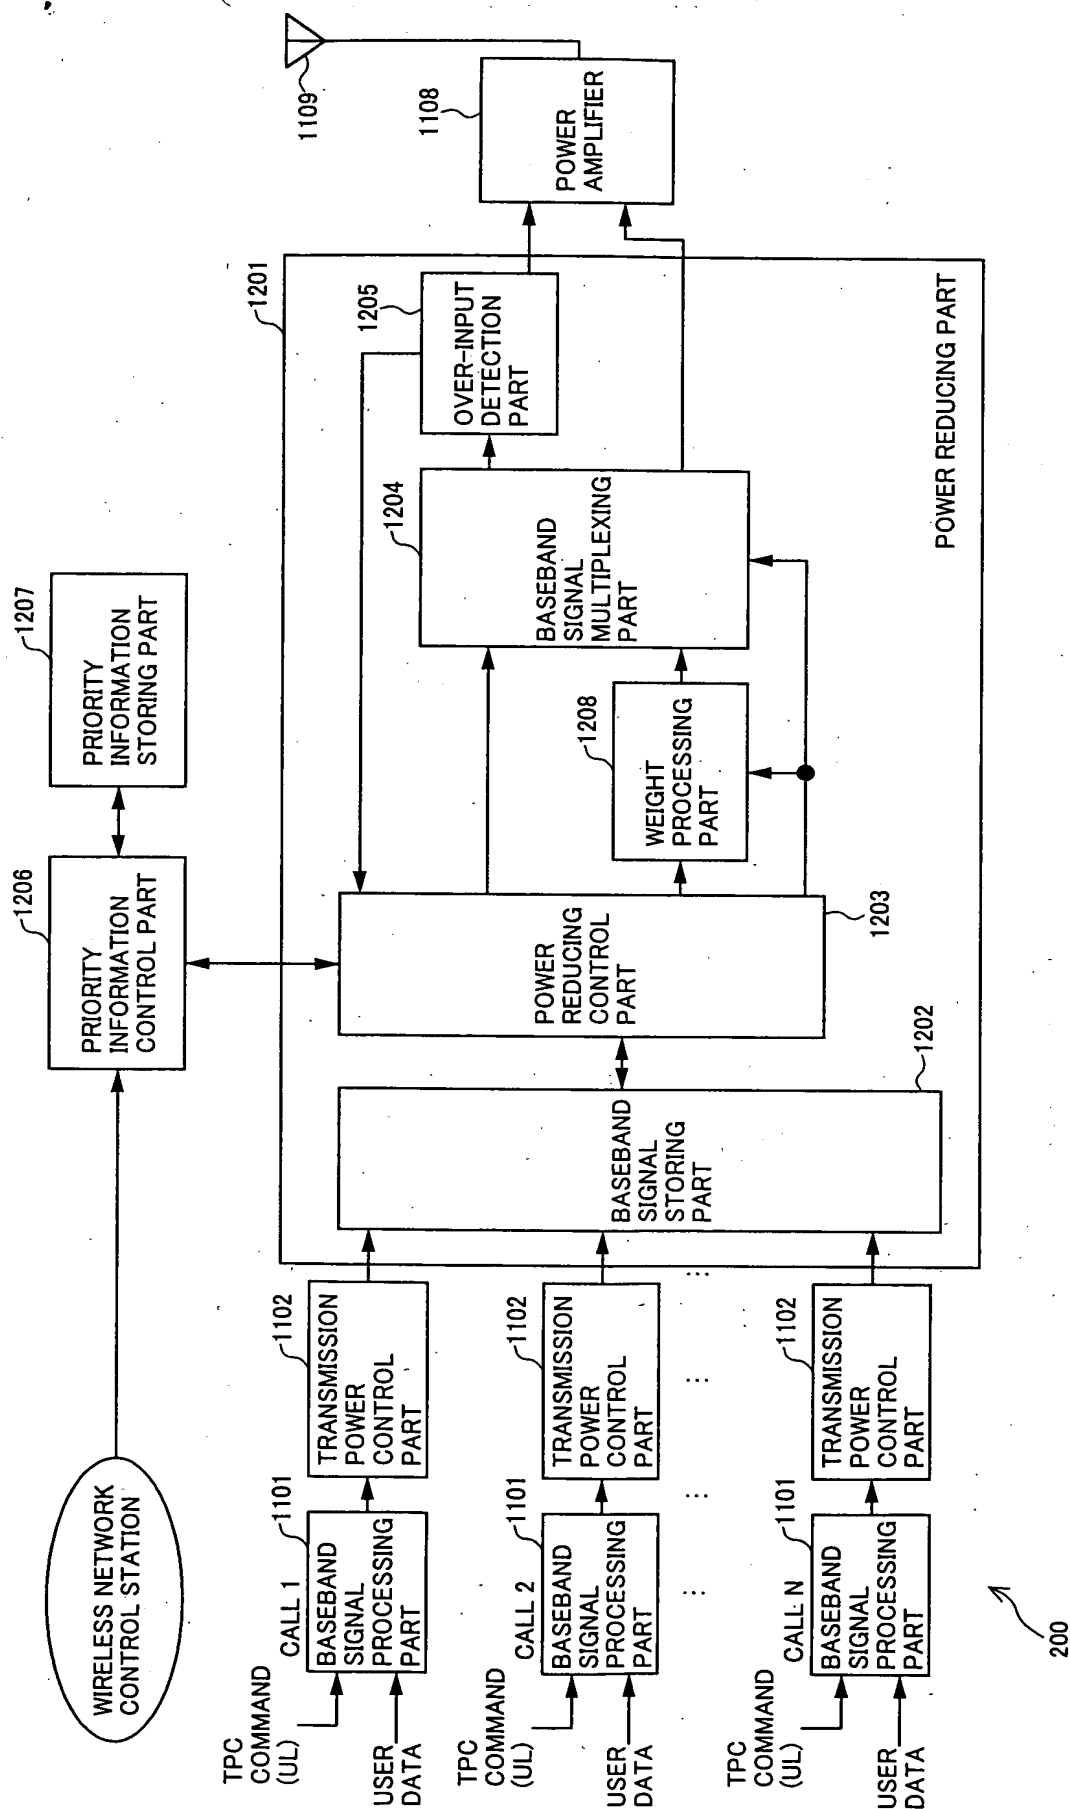 WIRELESS NETWORK
CONTROL STATION
1206
PRIORITY
INFORMATION
CONTROL PART
1207
PRIORITY
INFORMATION
STORING PART
TPC
COMMAND
(UL)
USER
DATA
CALL 1
1101
BASEBAND
SIGNAL
PROCESSING
PART
1102
TRANSMISSION
POWER
CONTROL
PART
TPC
COMMAND
(UL)
USER
DATA
CALL 2
1101
BASEBAND
SIGNAL
PROCESSING
PART
1102
TRANSMISSION
POWER
CONTROL
PART
TPC
COMMAND
(UL)
USER
DATA
CALL N
1101
BASEBAND
SIGNAL
PROCESSING
PART
1102
TRANSMISSION
POWER
CONTROL
PART
1201
BASEBAND
SIGNAL
STORING
PART
1202
POWER
REDUCING
CONTROL
PART
1203
WEIGHT
PROCESSING
PART
1208
1204
BASEBAND
SIGNAL
MULTIPLEXING
PART
1205
OVER-INPUT
DETECTION
PART
POWER REDUCING PART
1108
POWER
AMPLIFIER
1109
200